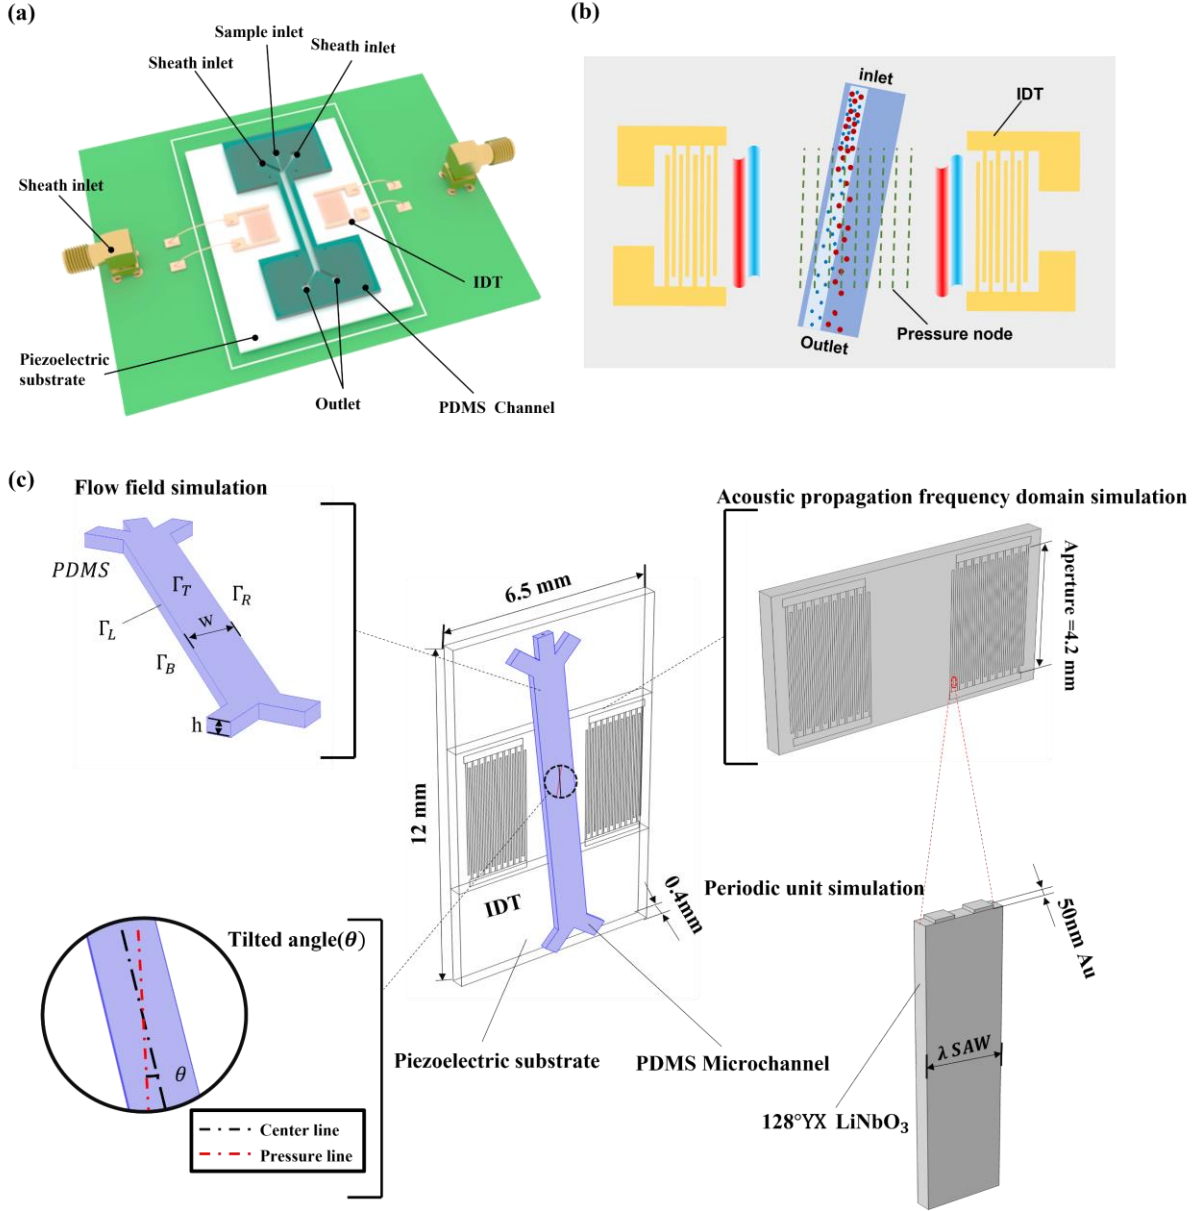 (a)
Sample inlet
Sheath inlet
Sheath inlet
Sheath inlet
IDT
Piezoelectric
substrate
Outlet
PDMS Channel
(b)
inlet
IDT
Outlet
Pressure node
(c)
Flow field simulation
PDMS
Γ_T
Γ_R
Γ_L
w
Γ_B
h
6.5 mm
12 mm
IDT
0.4mm
Piezoelectric substrate
PDMS Microchannel
Acoustic propagation frequency domain simulation
Aperture =4.2 mm
Periodic unit simulation
50nm Au
λ SAW
128°YX LiNbO₃
Tilted angle(θ)
θ
Center line
Pressure line